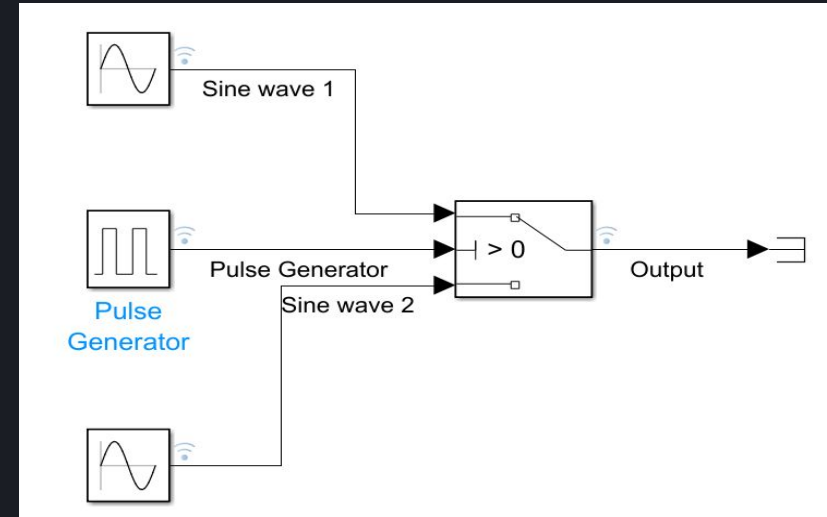 Sine wave 1
> 0
Pulse Generator
Output
Sine wave 2
Pulse
Generator